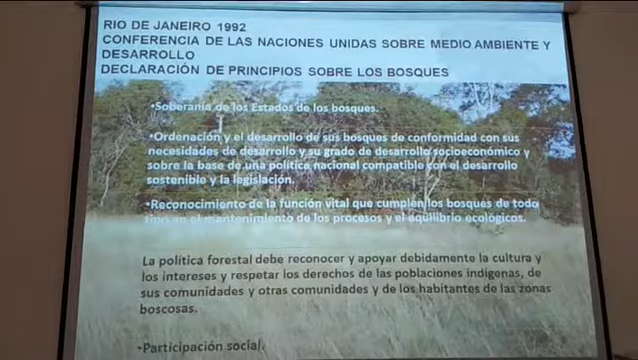 RIO DE JANEIRO 1992
CONFERENCIA DE LAS NACIONES UNIDAS SOBRE MEDIO AMBIENTE Y
DESARROLLO
DECLARACIÓN DE PRINCIPIOS SOBRE LOS BOSQUES
•Soberanía de los Estados de los bosques.
•Ordenación y el desarrollo de sus bosques de conformidad con sus
necesidades de desarrollo y su grado de desarrollo socioeconómico y
sobre la base de una política nacional compatible con el desarrollo
sostenible y la legislación.
•Reconocimiento de la función vital que cumplen los bosques de todo
tipo en el mantenimiento de los procesos y el equilibrio ecológicos.
La política forestal debe reconocer y apoyar debidamente la cultura y
los intereses y respetar los derechos de las poblaciones indígenas, de
sus comunidades y otras comunidades y de los habitantes de las zonas
boscosas.
•Participación social.